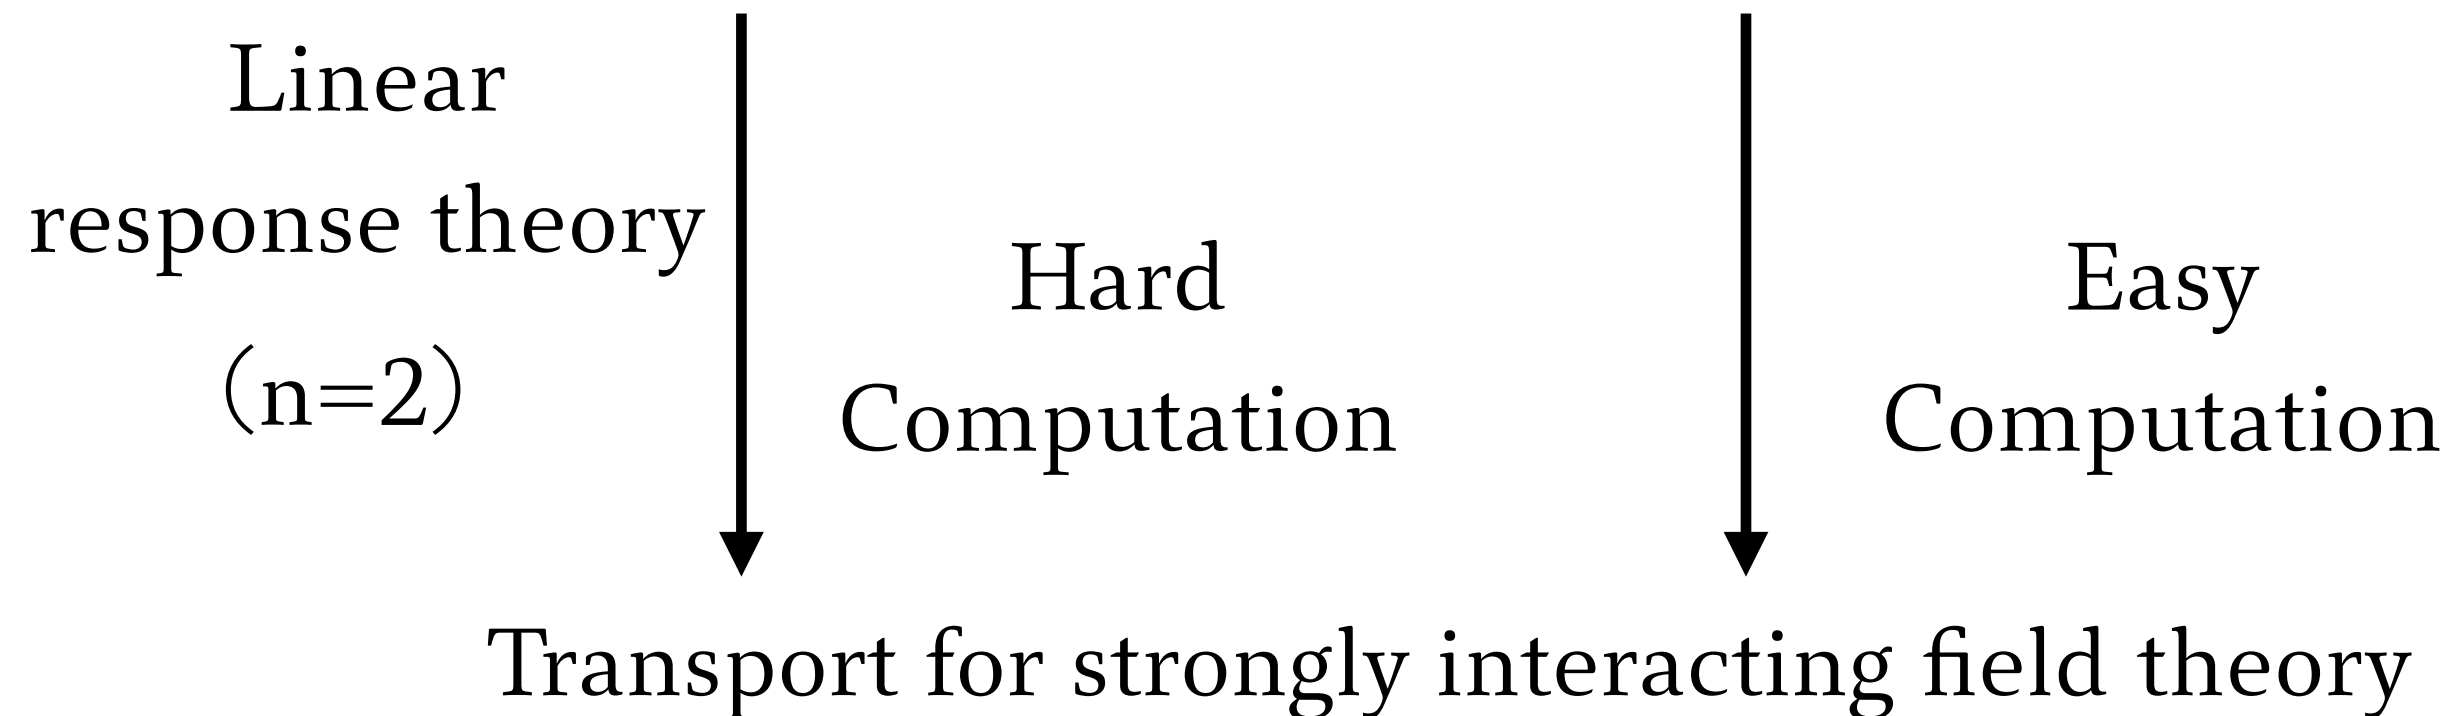 Linear
response theory
（n=2）
Hard
Computation
Easy
Computation
Transport for strongly interacting field theory